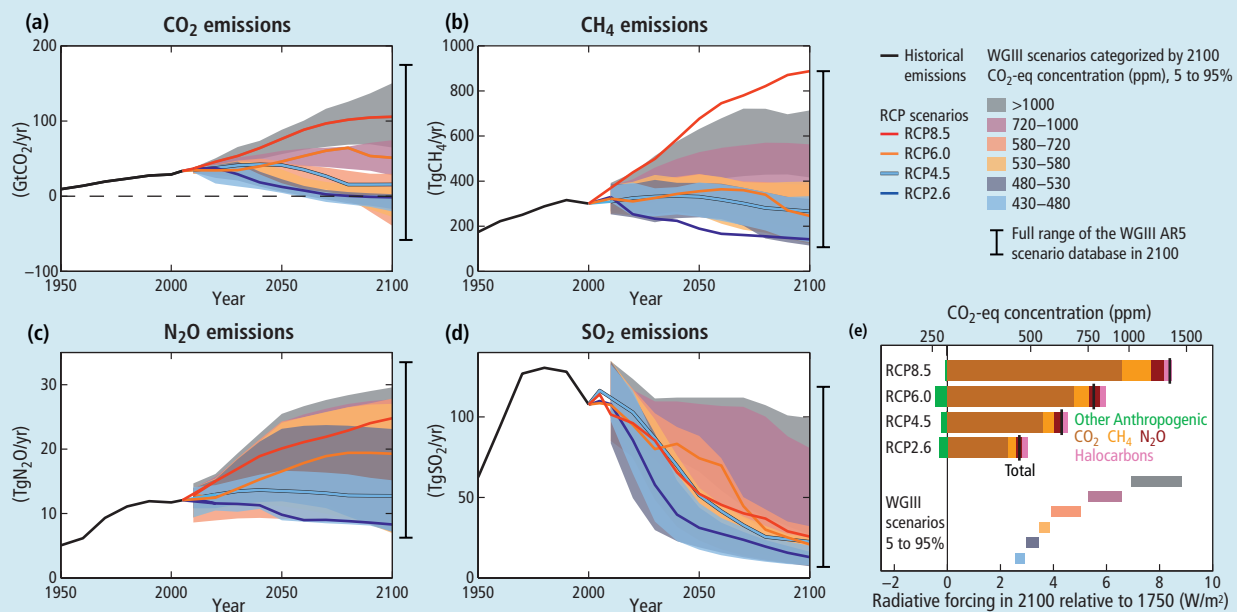 (a)
CO₂ emissions
200
100
0
−100
(GtCO₂/yr)
1950
2000
2050
2100
Year
(b)
CH₄ emissions
1000
800
600
400
200
0
(TgCH₄/yr)
1950
2000
2050
2100
Year
Historical
emissions
RCP scenarios
RCP8.5
RCP6.0
RCP4.5
RCP2.6
WGIII scenarios categorized by 2100
CO₂-eq concentration (ppm), 5 to 95%
>1000
720−1000
580−720
530−580
480−530
430−480
Full range of the WGIII AR5
scenario database in 2100
(c)
N₂O emissions
30
20
10
0
(TgN₂O/yr)
1950
2000
2050
2100
Year
(d)
SO₂ emissions
100
50
0
(TgSO₂/yr)
1950
2000
2050
2100
Year
(e)
CO₂-eq concentration (ppm)
250
500
750
1000
1500
RCP8.5
RCP6.0
RCP4.5
RCP2.6
Other Anthropogenic
CO₂ CH₄ N₂O
Halocarbons
Total
WGIII
scenarios
5 to 95%
−2
0
2
4
6
8
10
Radiative forcing in 2100 relative to 1750 (W/m²)